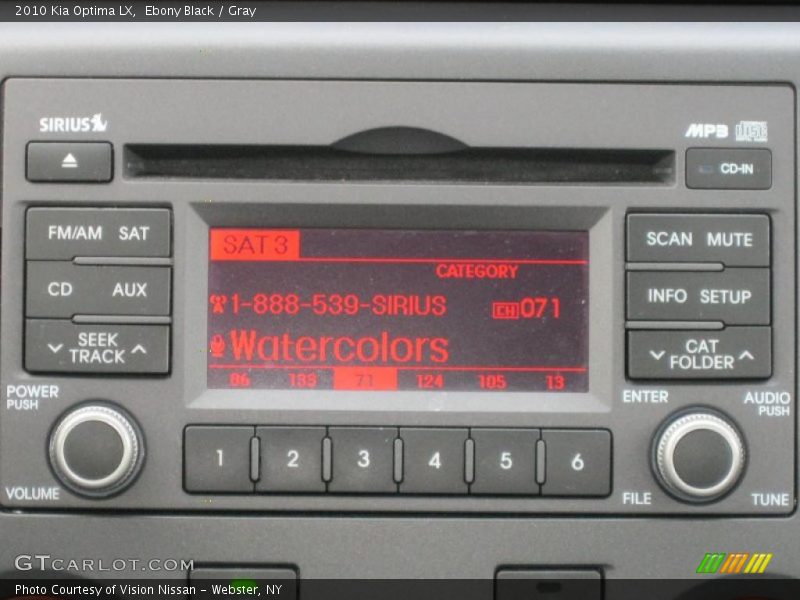 2010 Kia Optima LX, Ebony Black / Gray
SIRIUS
MP3
CD-IN
FM/AM SAT
CD AUX
SEEK
TRACK
SAT 3
CATEGORY
1-888-539-SIRIUS CH 071
Watercolors
86 133 71 124 105 13
SCAN MUTE
INFO SETUP
CAT
FOLDER
POWER
PUSH
VOLUME
1 2 3 4 5 6
ENTER
AUDIO
PUSH
FILE
TUNE
GTCARLOT.COM
Photo Courtesy of Vision Nissan - Webster, NY